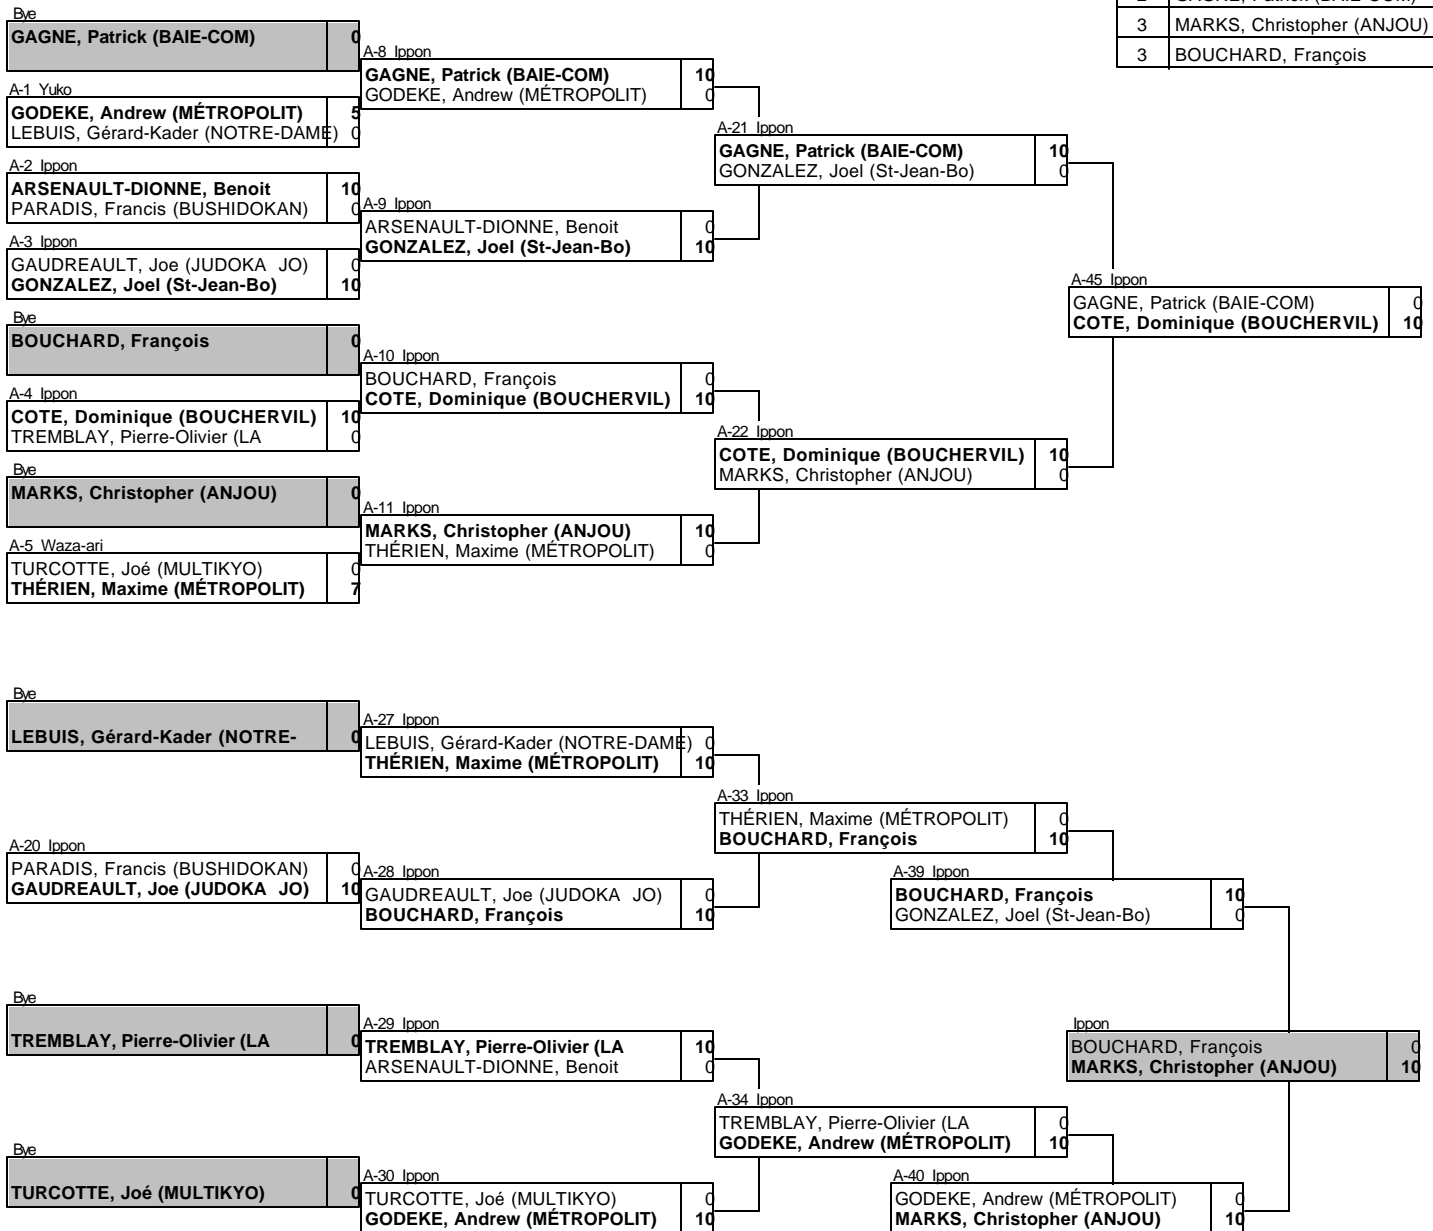 2 GAGNE, Patrick (BAIE-COM)
3 MARKS, Christopher (ANJOU)
3 BOUCHARD, François
Bye
GAGNE, Patrick (BAIE-COM) 0
A-1 Yuko
GODEKE, Andrew (MÉTROPOLIT) 5
LEBUIS, Gérard-Kader (NOTRE-DAME) 0
A-2 Ippon
ARSENAULT-DIONNE, Benoit 10
PARADIS, Francis (BUSHIDOKAN) 0
A-3 Ippon
GAUDREAULT, Joe (JUDOKA JO) 0
GONZALEZ, Joel (St-Jean-Bo) 10
Bye
BOUCHARD, François 0
A-4 Ippon
COTE, Dominique (BOUCHERVIL) 10
TREMBLAY, Pierre-Olivier (LA 0
Bye
MARKS, Christopher (ANJOU) 0
A-5 Waza-ari
TURCOTTE, Joé (MULTIKYO) 0
THÉRIEN, Maxime (MÉTROPOLIT) 7
A-8 Ippon
GAGNE, Patrick (BAIE-COM) 10
GODEKE, Andrew (MÉTROPOLIT) 0
A-9 Ippon
ARSENAULT-DIONNE, Benoit 0
GONZALEZ, Joel (St-Jean-Bo) 10
A-10 Ippon
BOUCHARD, François 0
COTE, Dominique (BOUCHERVIL) 10
A-11 Ippon
MARKS, Christopher (ANJOU) 10
THÉRIEN, Maxime (MÉTROPOLIT) 0
A-21 Ippon
GAGNE, Patrick (BAIE-COM) 10
GONZALEZ, Joel (St-Jean-Bo) 0
A-22 Ippon
COTE, Dominique (BOUCHERVIL) 10
MARKS, Christopher (ANJOU) 0
A-45 Ippon
GAGNE, Patrick (BAIE-COM) 0
COTE, Dominique (BOUCHERVIL) 10
Bye
LEBUIS, Gérard-Kader (NOTRE- 0
A-20 Ippon
PARADIS, Francis (BUSHIDOKAN) 0
GAUDREAULT, Joe (JUDOKA JO) 10
Bye
TREMBLAY, Pierre-Olivier (LA 0
Bye
TURCOTTE, Joé (MULTIKYO) 0
A-27 Ippon
LEBUIS, Gérard-Kader (NOTRE-DAME) 0
THÉRIEN, Maxime (MÉTROPOLIT) 10
A-28 Ippon
GAUDREAULT, Joe (JUDOKA JO) 0
BOUCHARD, François 10
A-29 Ippon
TREMBLAY, Pierre-Olivier (LA 10
ARSENAULT-DIONNE, Benoit 0
A-30 Ippon
TURCOTTE, Joé (MULTIKYO) 0
GODEKE, Andrew (MÉTROPOLIT) 10
A-33 Ippon
THÉRIEN, Maxime (MÉTROPOLIT) 0
BOUCHARD, François 10
A-34 Ippon
TREMBLAY, Pierre-Olivier (LA 0
GODEKE, Andrew (MÉTROPOLIT) 10
A-39 Ippon
BOUCHARD, François 10
GONZALEZ, Joel (St-Jean-Bo) 0
A-40 Ippon
GODEKE, Andrew (MÉTROPOLIT) 0
MARKS, Christopher (ANJOU) 10
Ippon
BOUCHARD, François 0
MARKS, Christopher (ANJOU) 10